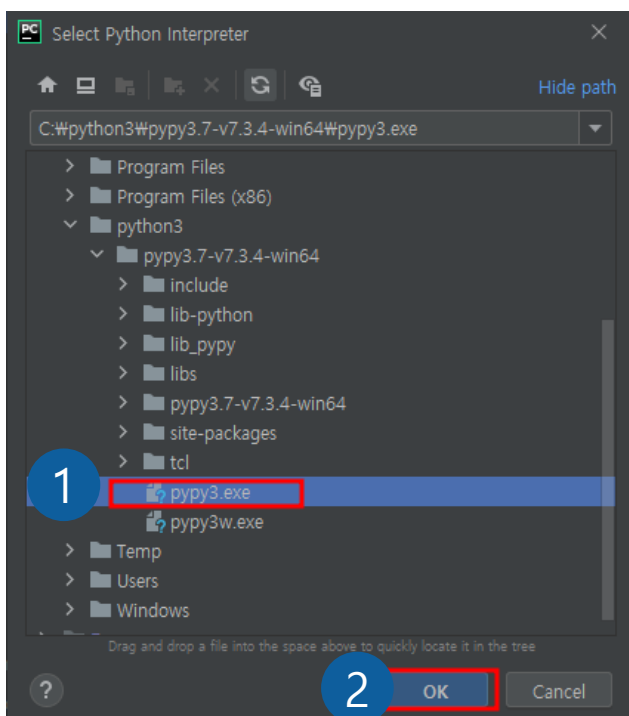 PC
Select Python Interpreter
Hide path
C:₩python3₩pypy3.7-v7.3.4-win64₩pypy3.exe
Program Files
Program Files (x86)
python3
pypy3.7-v7.3.4-win64
include
lib-python
lib_pypy
libs
pypy3.7-v7.3.4-win64
site-packages
tcl
1
pypy3.exe
pypy3w.exe
Temp
Users
Windows
Drag and drop a file into the space above to quickly locate it in the tree
?
2
OK
Cancel